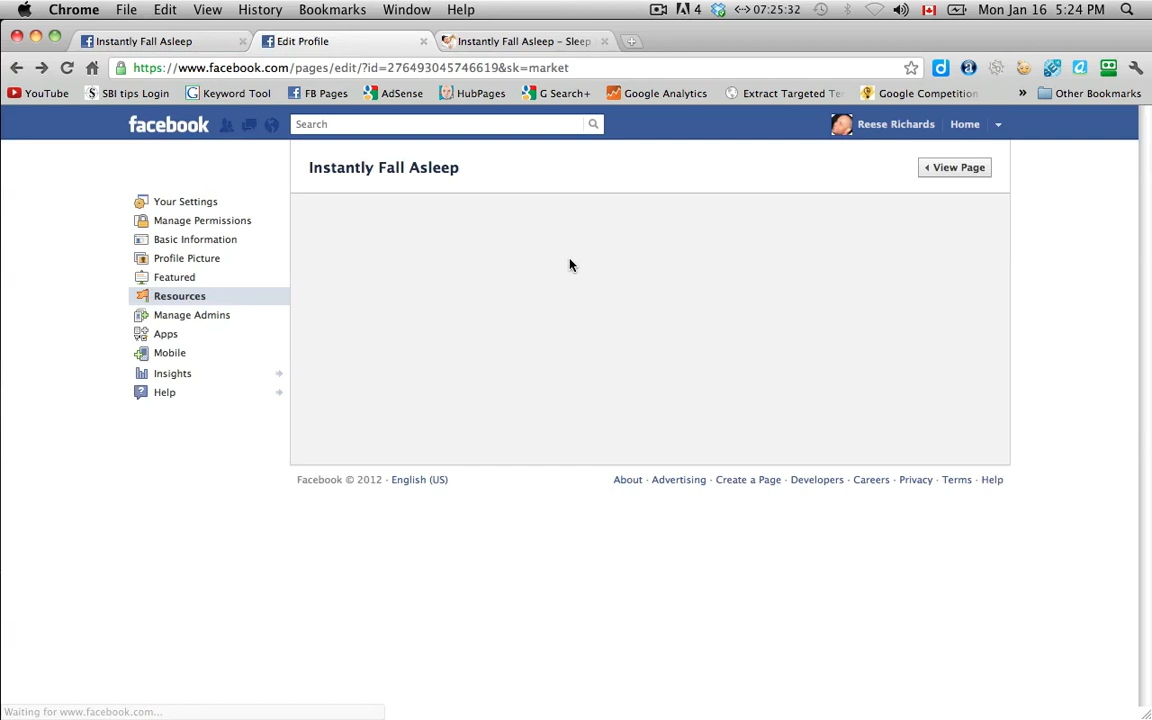 Chrome File Edit View History Bookmarks Window Help 4 07:25:32 Mon Jan 16 5:24 PM
Instantly Fall Asleep Edit Profile Instantly Fall Asleep – Sleep
https://www.facebook.com/pages/edit/?id=276493045746619&sk=market
YouTube SBI tips Login Keyword Tool FB Pages AdSense HubPages G Search+ Google Analytics Extract Targeted Te Google Competition » Other Bookmarks
facebook Search Reese Richards Home
Instantly Fall Asleep View Page
Your Settings
Manage Permissions
Basic Information
Profile Picture
Featured
Resources
Manage Admins
Apps
Mobile
Insights
Help
Facebook © 2012 · English (US) About · Advertising · Create a Page · Developers · Careers · Privacy · Terms · Help
Waiting for www.facebook.com...